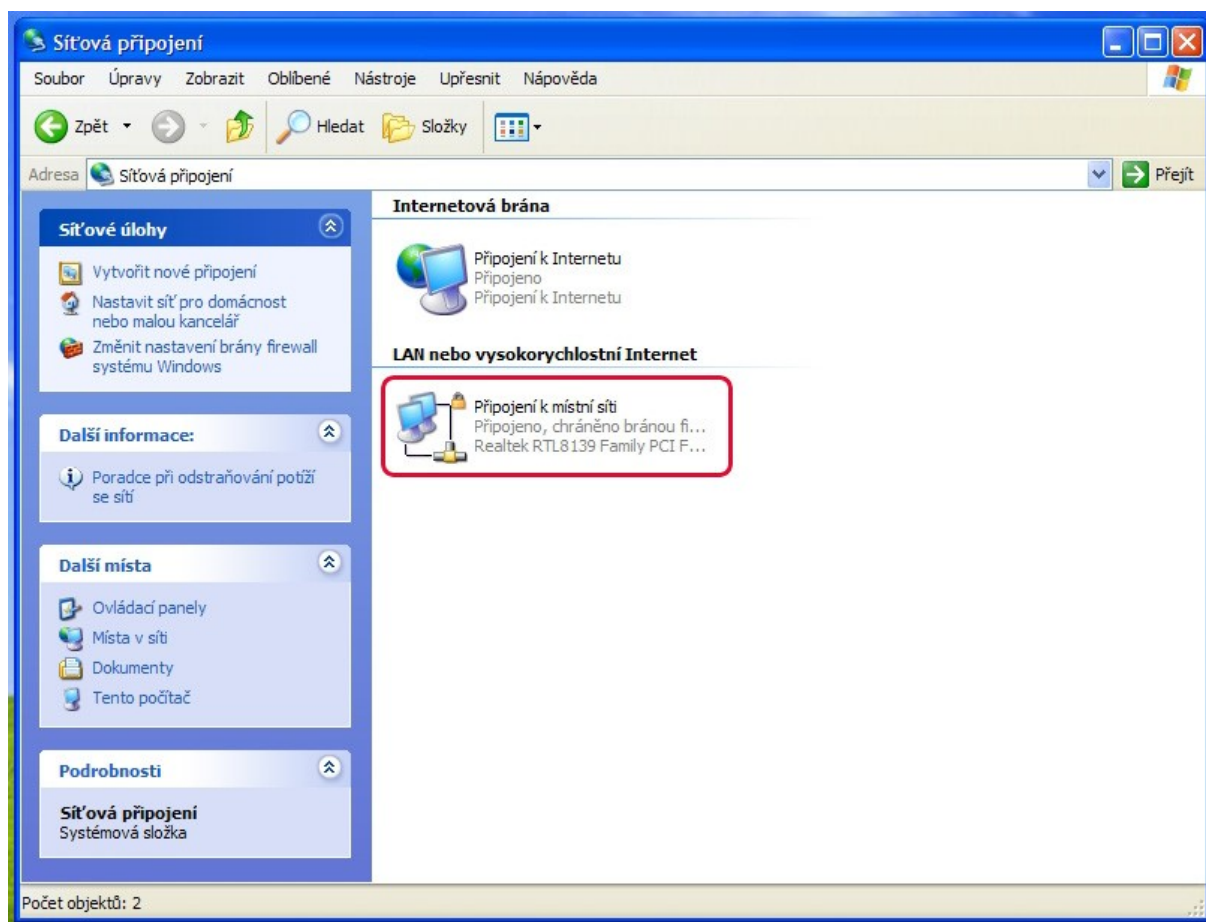 Síťová připojení
Soubor Úpravy Zobrazit Oblíbené Nástroje Upřesnit Nápověda
Zpět Hledat Složky
Adresa Síťová připojení Přejít
Síťové úlohy
Vytvořit nové připojení
Nastavit síť pro domácnost
nebo malou kancelář
Změnit nastavení brány firewall
systému Windows
Další informace:
Poradce při odstraňování potíží
se sítí
Další místa
Ovládací panely
Místa v síti
Dokumenty
Tento počítač
Podrobnosti
Síťová připojení
Systémová složka
Internetová brána
Připojení k Internetu
Připojeno
Připojení k Internetu
LAN nebo vysokorychlostní Internet
Připojení k místní síti
Připojeno, chráněno bránou fi...
Realtek RTL8139 Family PCI F...
Počet objektů: 2